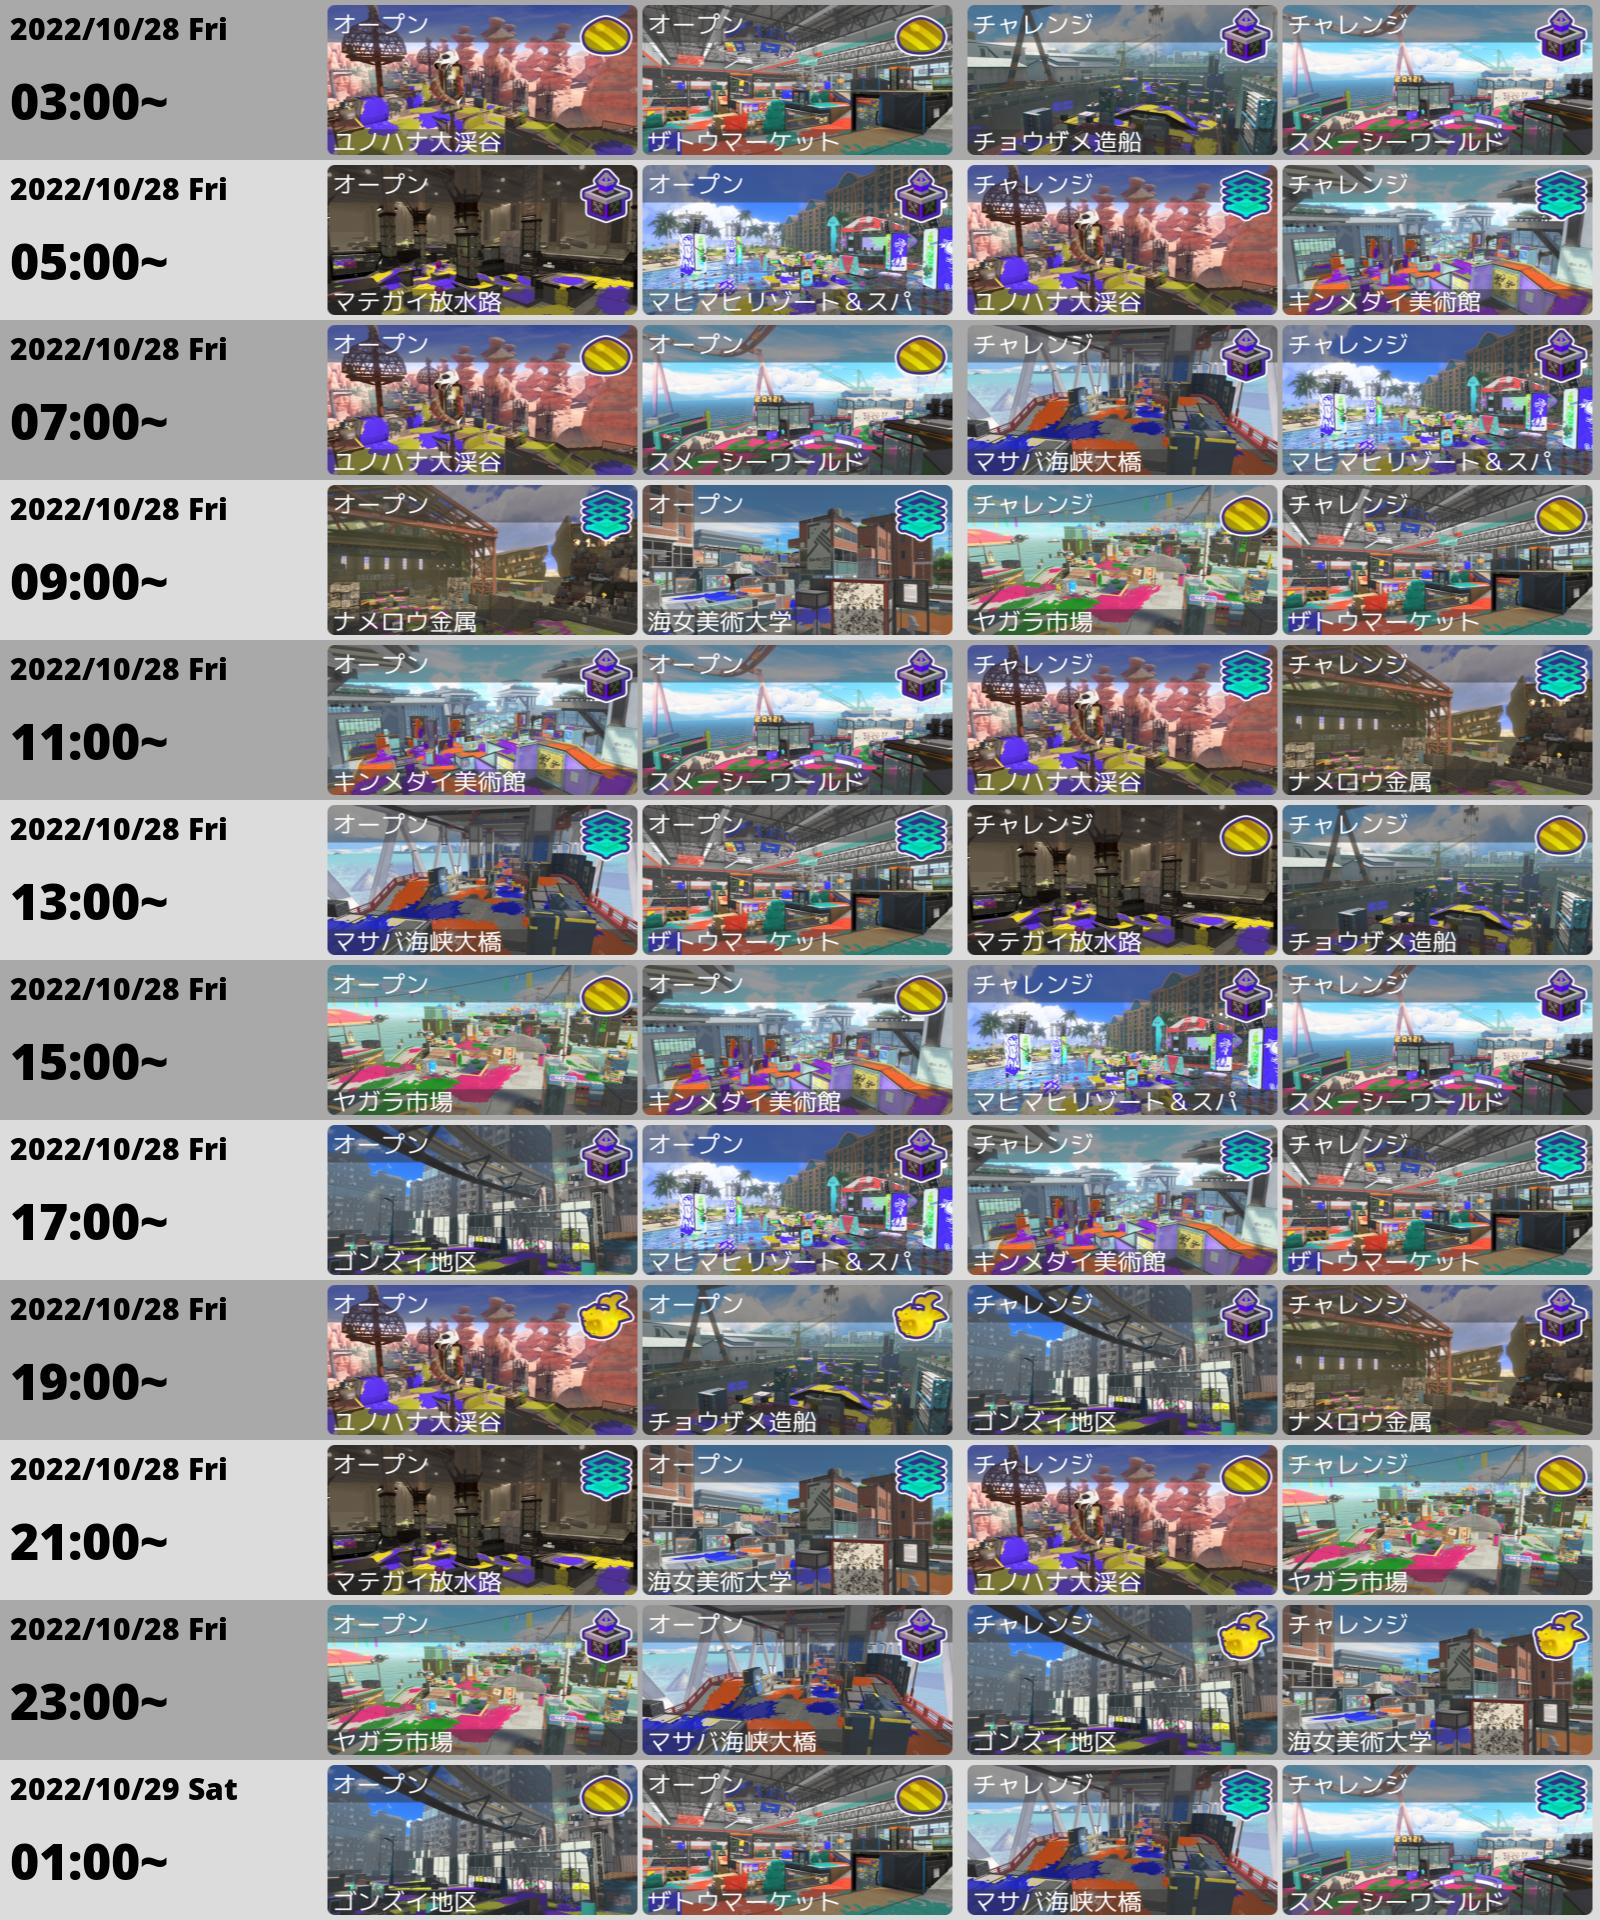 2022/10/28 Fri
03:00~
オープン
ユノハナ大渓谷
オープン
ザトウマーケット
チャレンジ
チョウザメ造船
チャレンジ
スメーシーワールド
2022/10/28 Fri
05:00~
オープン
マテガイ放水路
オープン
マヒマヒリゾート＆スパ
チャレンジ
ユノハナ大渓谷
チャレンジ
キンメダイ美術館
2022/10/28 Fri
07:00~
オープン
ユノハナ大渓谷
オープン
スメーシーワールド
チャレンジ
マサバ海峡大橋
チャレンジ
マヒマヒリゾート＆スパ
2022/10/28 Fri
09:00~
オープン
ナメロウ金属
オープン
海女美術大学
チャレンジ
ヤガラ市場
チャレンジ
ザトウマーケット
2022/10/28 Fri
11:00~
オープン
キンメダイ美術館
オープン
スメーシーワールド
チャレンジ
ユノハナ大渓谷
チャレンジ
ナメロウ金属
2022/10/28 Fri
13:00~
オープン
マサバ海峡大橋
オープン
ザトウマーケット
チャレンジ
マテガイ放水路
チャレンジ
チョウザメ造船
2022/10/28 Fri
15:00~
オープン
ヤガラ市場
オープン
キンメダイ美術館
チャレンジ
マヒマヒリゾート＆スパ
チャレンジ
スメーシーワールド
2022/10/28 Fri
17:00~
オープン
ゴンズイ地区
オープン
マヒマヒリゾート＆スパ
チャレンジ
キンメダイ美術館
チャレンジ
ザトウマーケット
2022/10/28 Fri
19:00~
オープン
ユノハナ大渓谷
オープン
チョウザメ造船
チャレンジ
ゴンズイ地区
チャレンジ
ナメロウ金属
2022/10/28 Fri
21:00~
オープン
マテガイ放水路
オープン
海女美術大学
チャレンジ
ユノハナ大渓谷
チャレンジ
ヤガラ市場
2022/10/28 Fri
23:00~
オープン
ヤガラ市場
オープン
マサバ海峡大橋
チャレンジ
ゴンズイ地区
チャレンジ
海女美術大学
2022/10/29 Sat
01:00~
オープン
ゴンズイ地区
オープン
ザトウマーケット
チャレンジ
マサバ海峡大橋
チャレンジ
スメーシーワールド